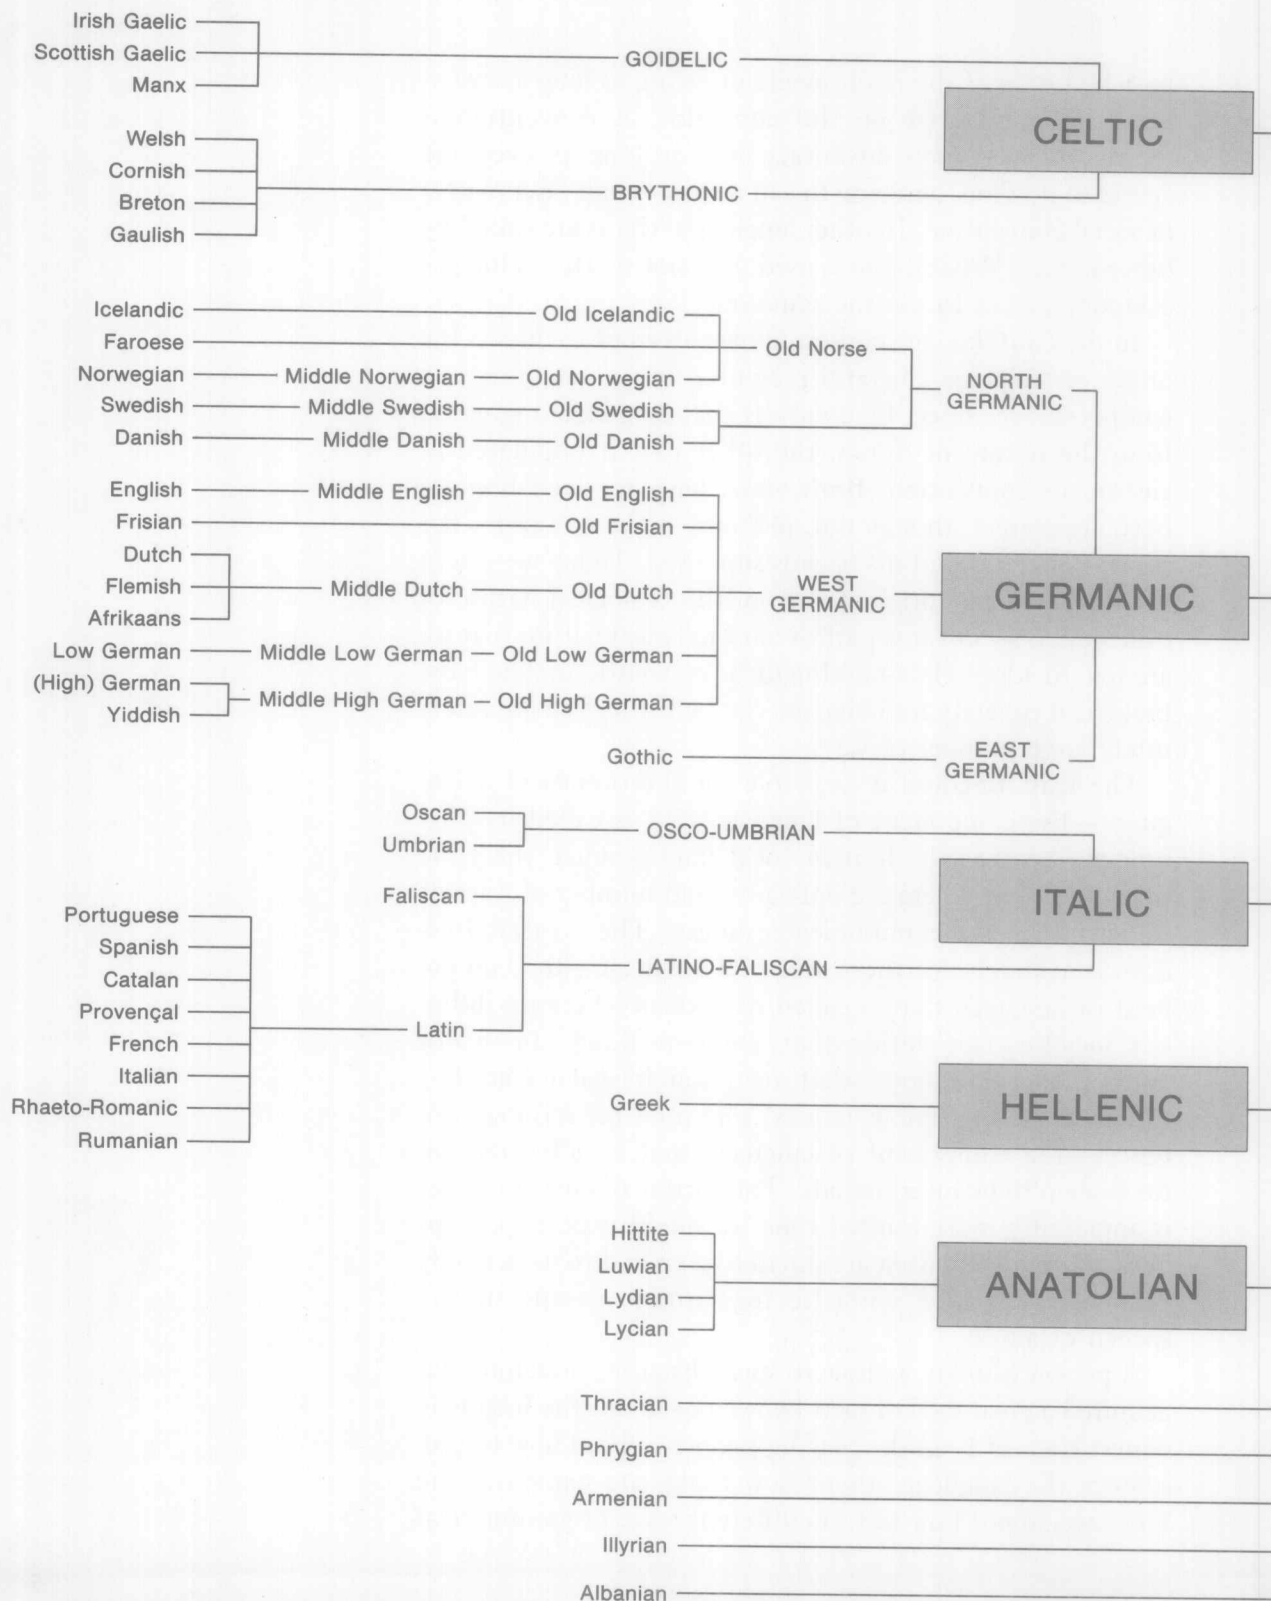 Irish Gaelic
Scottish Gaelic
Manx
GOIDELIC
CELTIC
Welsh
Cornish
Breton
Gaulish
BRYTHONIC
Icelandic
Old Icelandic
Faroese
Old Norse
Norwegian
Middle Norwegian
Old Norwegian
NORTH
GERMANIC
Swedish
Middle Swedish
Old Swedish
Danish
Middle Danish
Old Danish
English
Middle English
Old English
Frisian
Old Frisian
Dutch
Flemish
Afrikaans
Middle Dutch
Old Dutch
WEST
GERMANIC
GERMANIC
Low German
Middle Low German
Old Low German
(High) German
Yiddish
Middle High German
Old High German
Gothic
EAST
GERMANIC
Oscan
Umbrian
OSCO-UMBRIAN
ITALIC
Faliscan
LATINO-FALISCAN
Portuguese
Spanish
Catalan
Provençal
French
Italian
Rhaeto-Romanic
Rumanian
Latin
Greek
HELLENIC
Hittite
Luwian
Lydian
Lycian
ANATOLIAN
Thracian
Phrygian
Armenian
Illyrian
Albanian